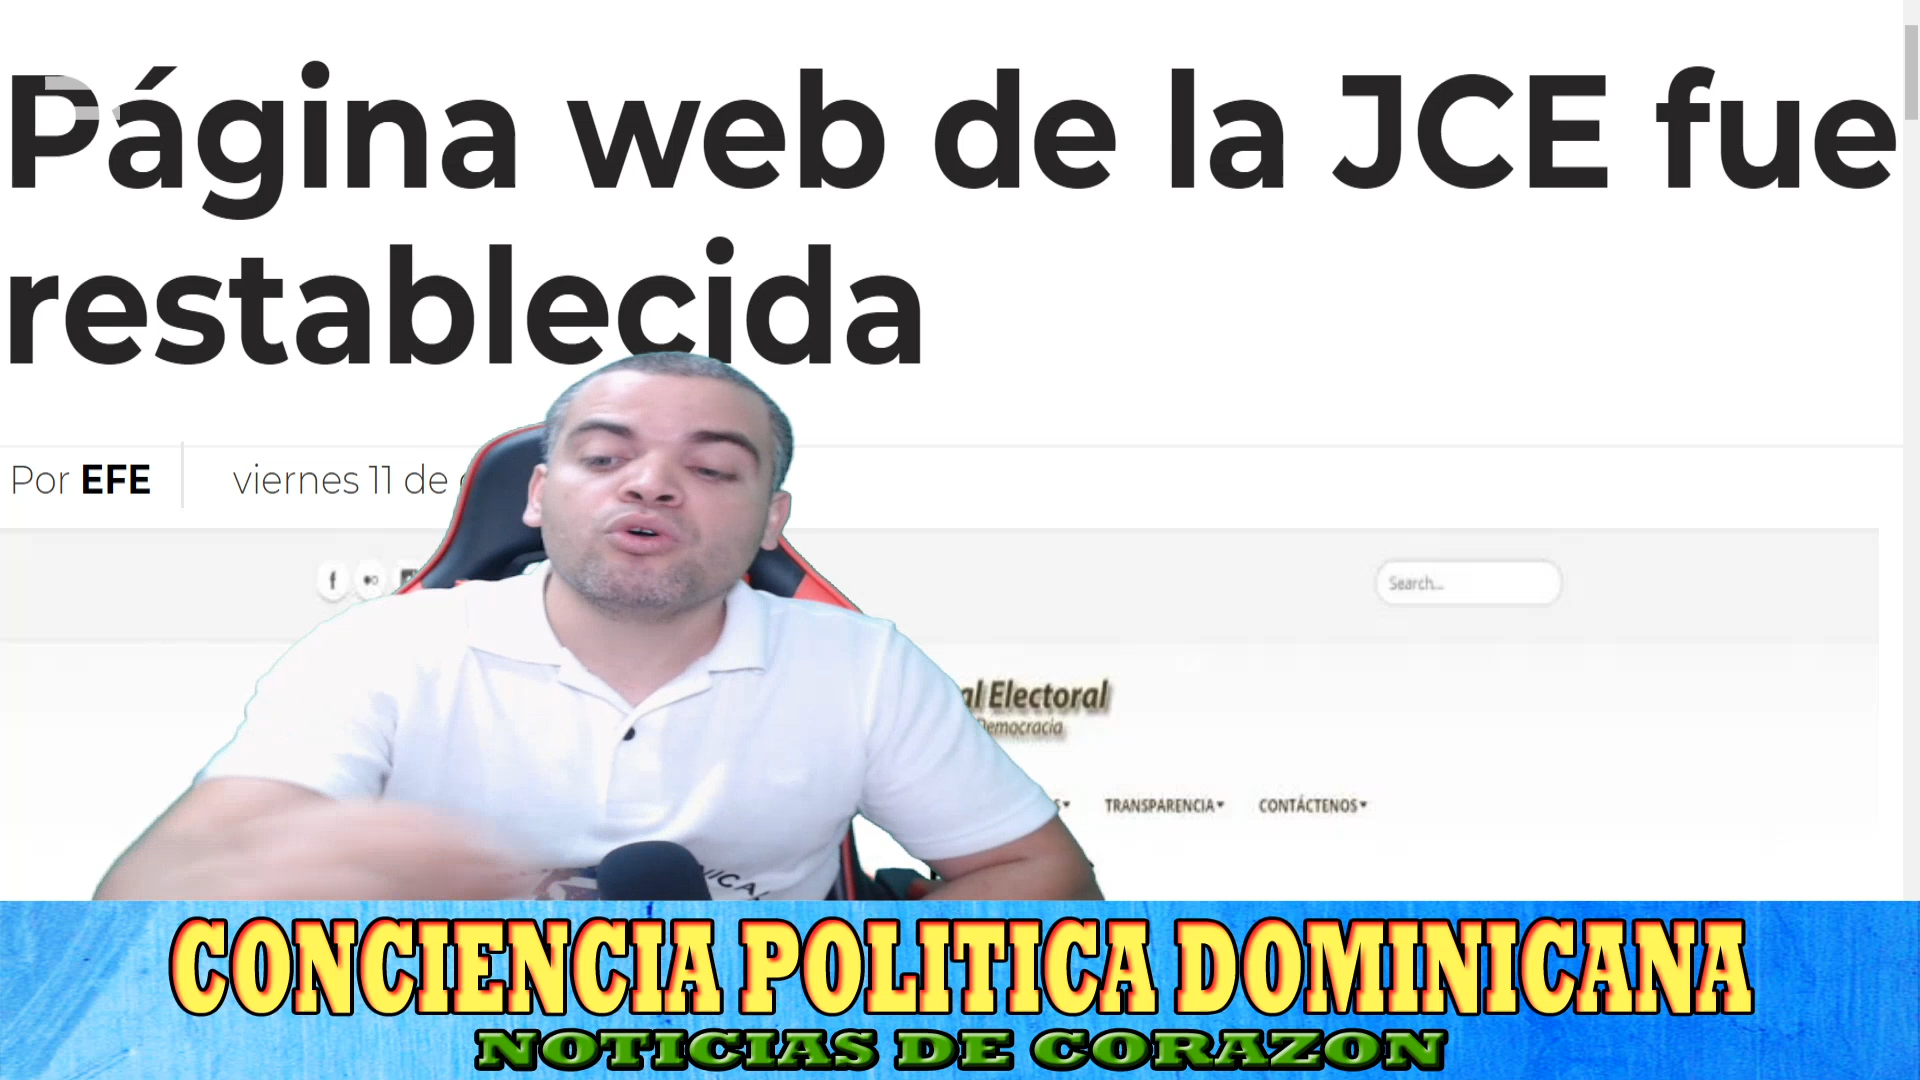 Página web de la JCE fue
restablecida
Por EFE
viernes 11 de
Search...
al Electoral
Democracia
TRANSPARENCIA
CONTÁCTENOS
CONCIENCIA POLITICA DOMINICANA
NOTICIAS DE CORAZON